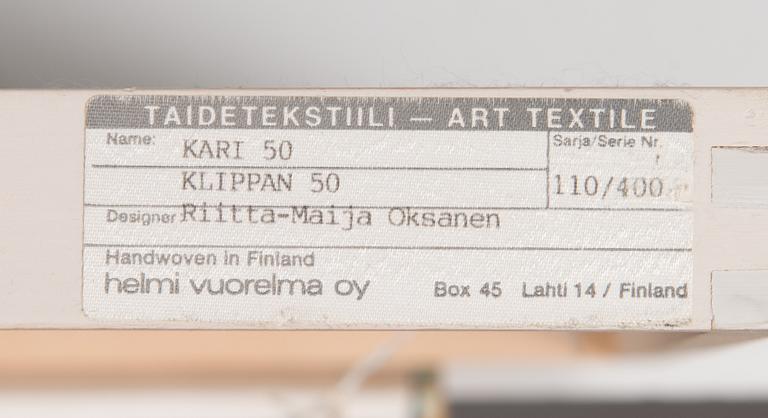 TAIDETEKSTIILI — ART TEXTILE
Name: KARI 50
Sarja/Serie Nr.
KLIPPAN 50
110/400
Designer Riitta-Maija Oksanen
Handwoven in Finland
helmi vuorelma oy Box 45 Lahti 14 / Finland